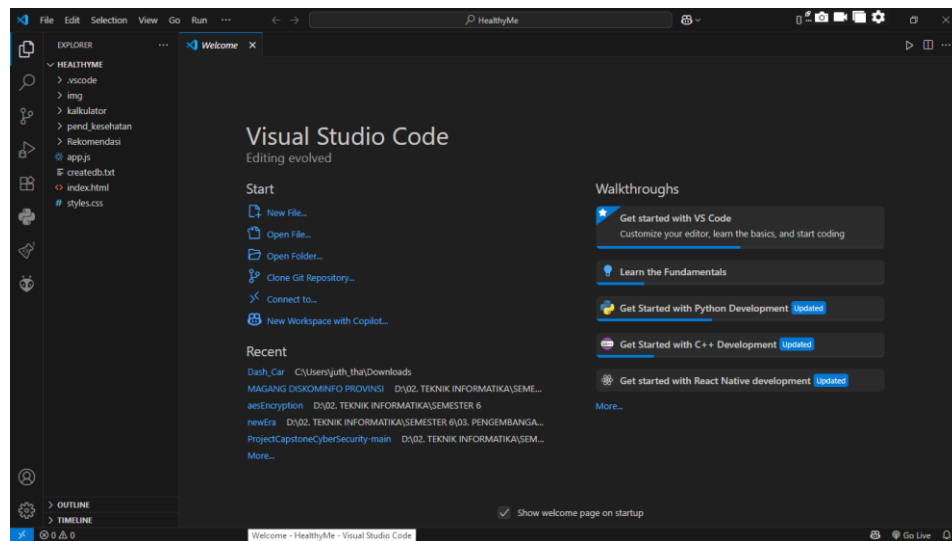 File Edit Selection View Go Run ...
HealthyMe
EXPLORER
Welcome
HEALTHYME
.vscode
img
kalkulator
pend_kesehatan
Rekomendasi
app.js
createdb.txt
index.html
# styles.css
Visual Studio Code
Editing evolved
Start
New File...
Open File...
Open Folder...
Clone Git Repository...
Connect to...
New Workspace with Copilot...
Recent
Dash_Car C:\Users\juth_tha\Downloads
MAGANG DISKOMINFO PROVINSI D:\02. TEKNIK INFORMATIKA\SEME...
aesEncryption D:\02. TEKNIK INFORMATIKA\SEMESTER 6
newEra D:\02. TEKNIK INFORMATIKA\SEMESTER 6\03. PENGEMBANGA...
ProjectCapstoneCyberSecurity-main D:\02. TEKNIK INFORMATIKA\SEM...
More...
Walkthroughs
Get started with VS Code
Customize your editor, learn the basics, and start coding
Learn the Fundamentals
Get Started with Python Development Updated
Get Started with C++ Development Updated
Get started with React Native development Updated
More...
Show welcome page on startup
OUTLINE
TIMELINE
0 0
Welcome - HealthyMe - Visual Studio Code
Go Live